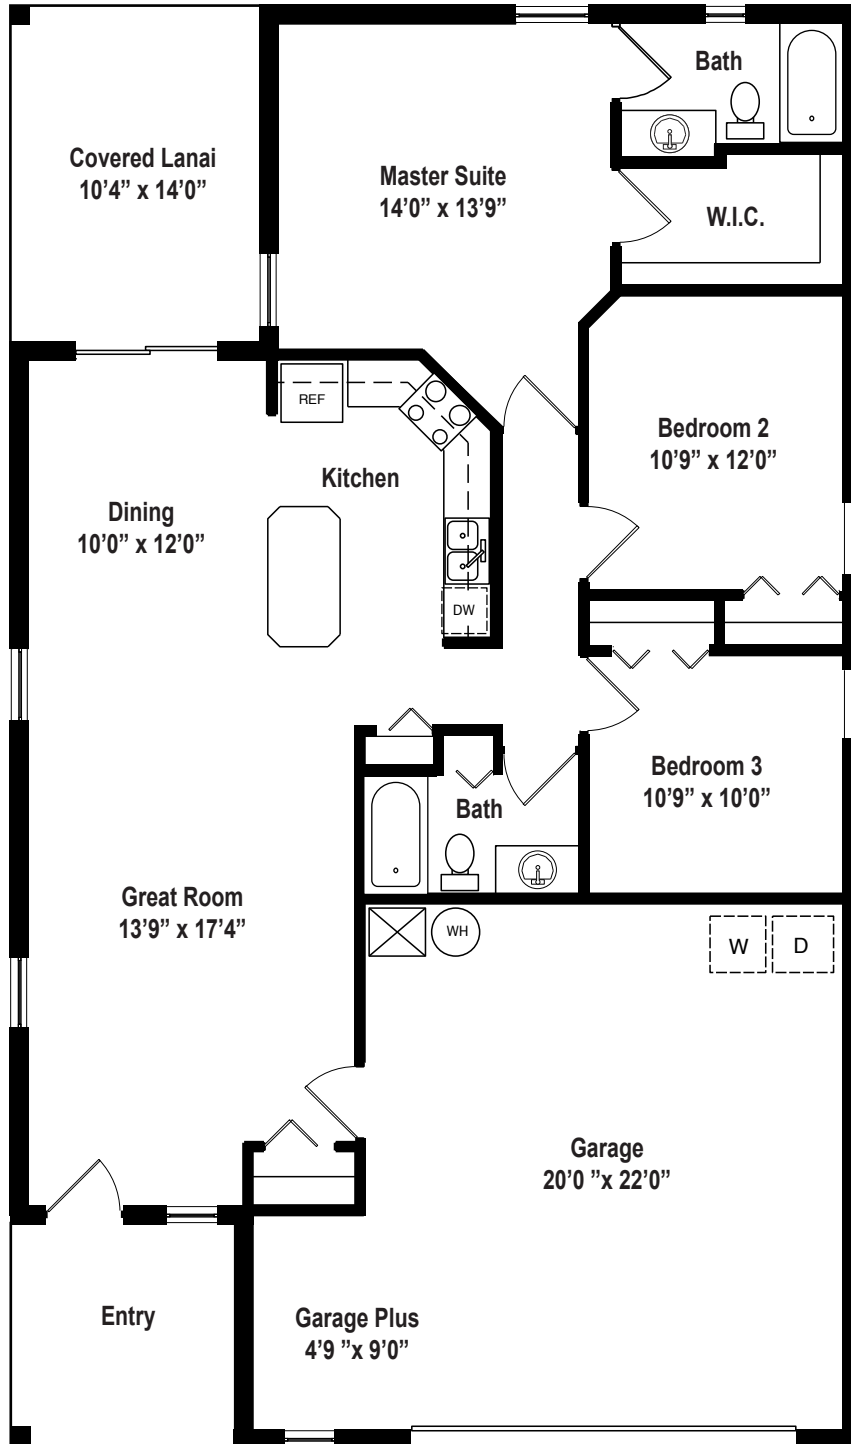 Bath
Covered Lanai
10’4” x 14’0”
Master Suite
14’0” x 13’9”
W.I.C.
REF
Bedroom 2
10’9” x 12’0”
Kitchen
Dining
10’0” x 12’0”
DW
Bedroom 3
10’9” x 10’0”
Bath
Great Room
13’9” x 17’4”
WH
W
D
Garage
20’0 ”x 22’0”
Entry
Garage Plus
4’9 ”x 9’0”